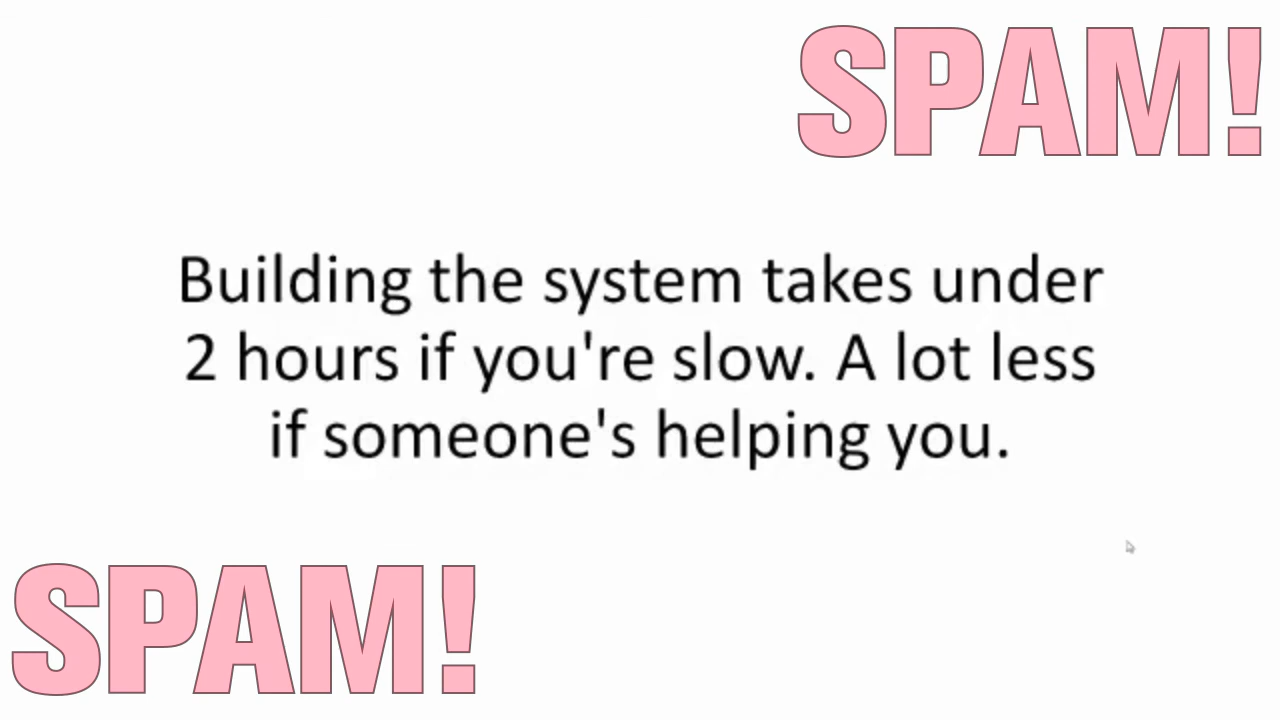 SPAM!
Building the system takes under
2 hours if you're slow. A lot less
if someone's helping you.
SPAM!